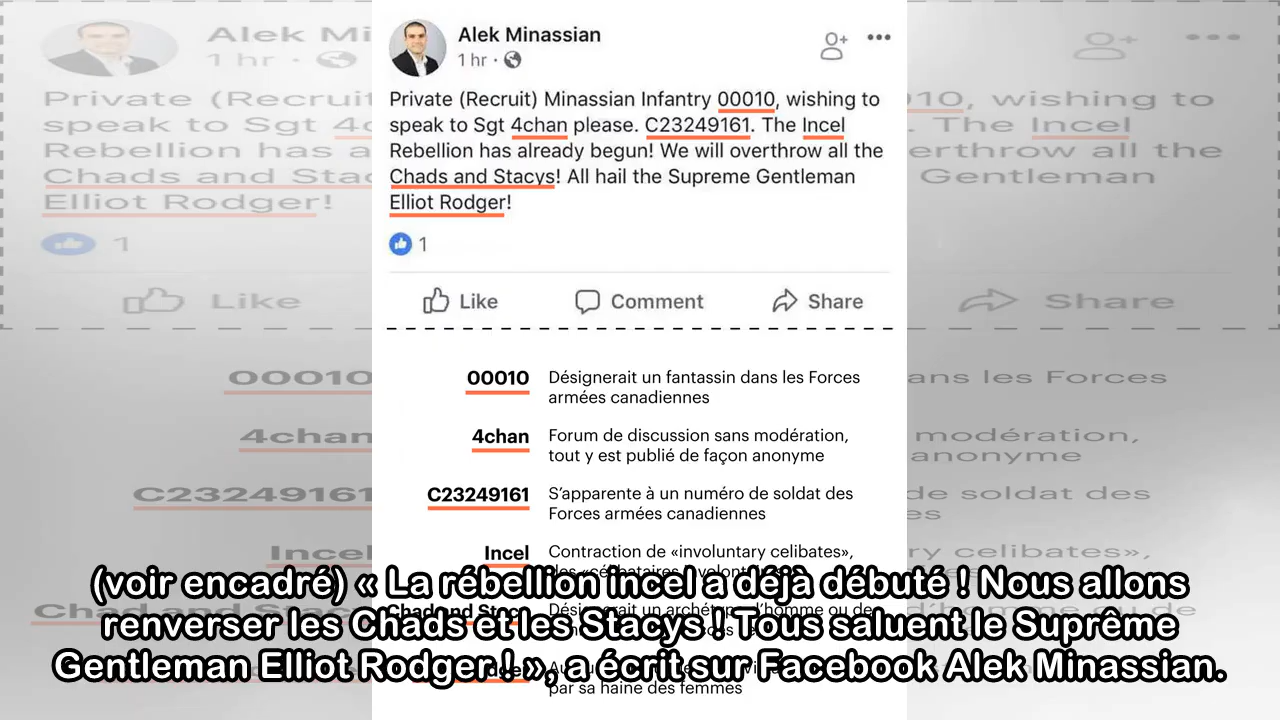 Alek Minassian
1 hr
Private (Recruit) Minassian Infantry 00010, wishing to
speak to Sgt 4chan please. C23249161. The Incel
Rebellion has already begun! We will overthrow all the
Chads and Stacys! All hail the Supreme Gentleman
Elliot Rodger!
1
Like Comment Share
00010 Désignerait un fantassin dans les Forces
armées canadiennes
4chan Forum de discussion sans modération,
tout y est publié de façon anonyme
C23249161 S'apparente à un numéro de soldat des
Forces armées canadiennes
Incel Contraction de «involuntary celibates»,
(voir encadré) « La rébellion incel a déjà débuté ! Nous allons
renverser les Chads et les Stacys ! Tous saluent le Suprême
Gentleman Elliot Rodger ! », a écrit sur Facebook Alek Minassian.
par sa haine des femmes